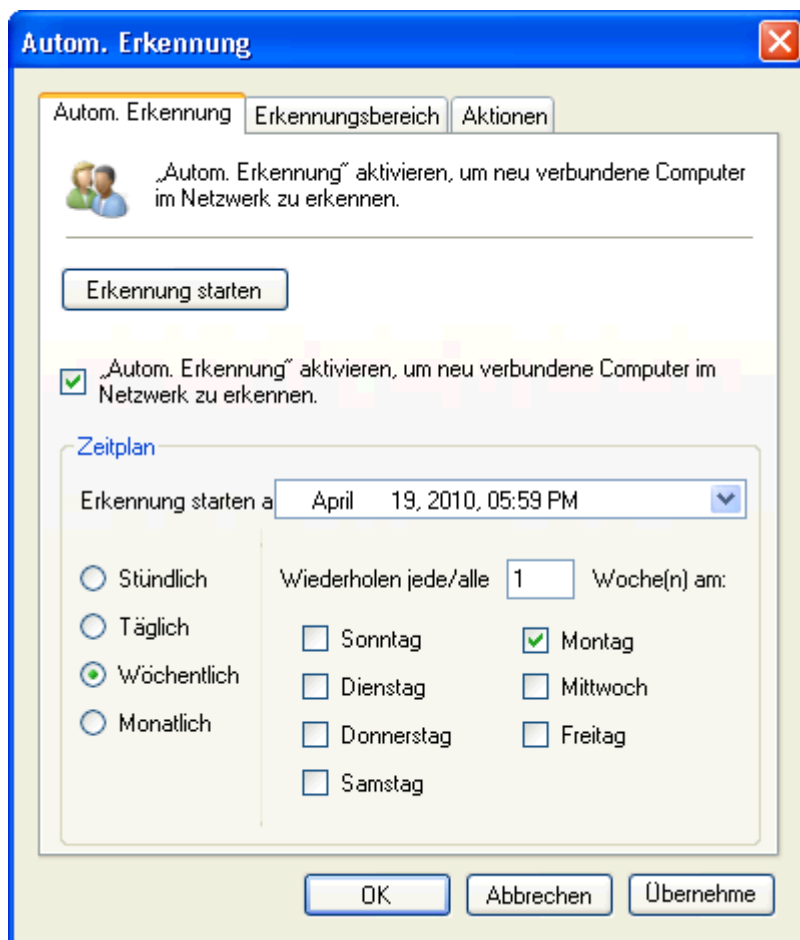 Autom. Erkennung
Autom. Erkennung
Erkennungsbereich
Aktionen
„Autom. Erkennung“ aktivieren, um neu verbundene Computer
im Netzwerk zu erkennen.
Erkennung starten
„Autom. Erkennung“ aktivieren, um neu verbundene Computer im
Netzwerk zu erkennen.
Zeitplan
Erkennung starten a
April 19, 2010, 05:59 PM
Stündlich
Täglich
Wöchentlich
Monatlich
Wiederholen jede/alle 1 Woche(n) am:
Sonntag
Montag
Dienstag
Mittwoch
Donnerstag
Freitag
Samstag
OK
Abbrechen
Übernehme